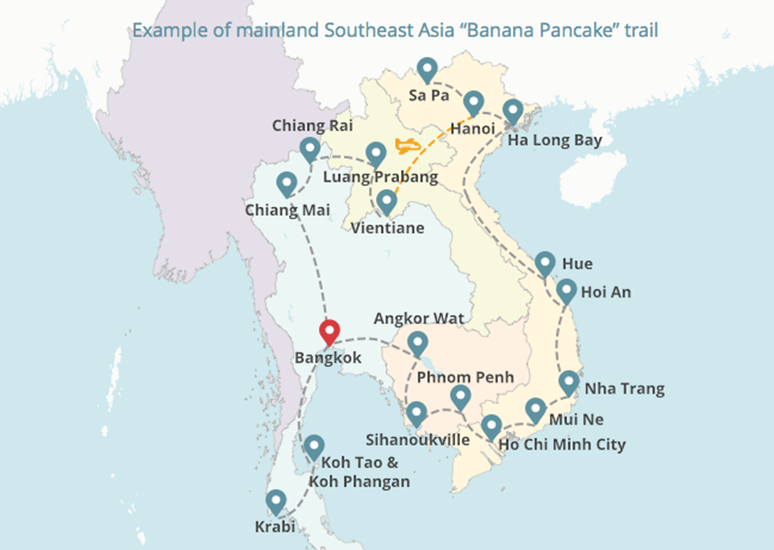 Example of mainland Southeast Asia “Banana Pancake” trail
Sa Pa
Hanoi
Ha Long Bay
Chiang Rai
Luang Prabang
Chiang Mai
Vientiane
Hue
Hoi An
Angkor Wat
Bangkok
Phnom Penh
Nha Trang
Mui Ne
Sihanoukville
Ho Chi Minh City
Koh Tao &
Koh Phangan
Krabi